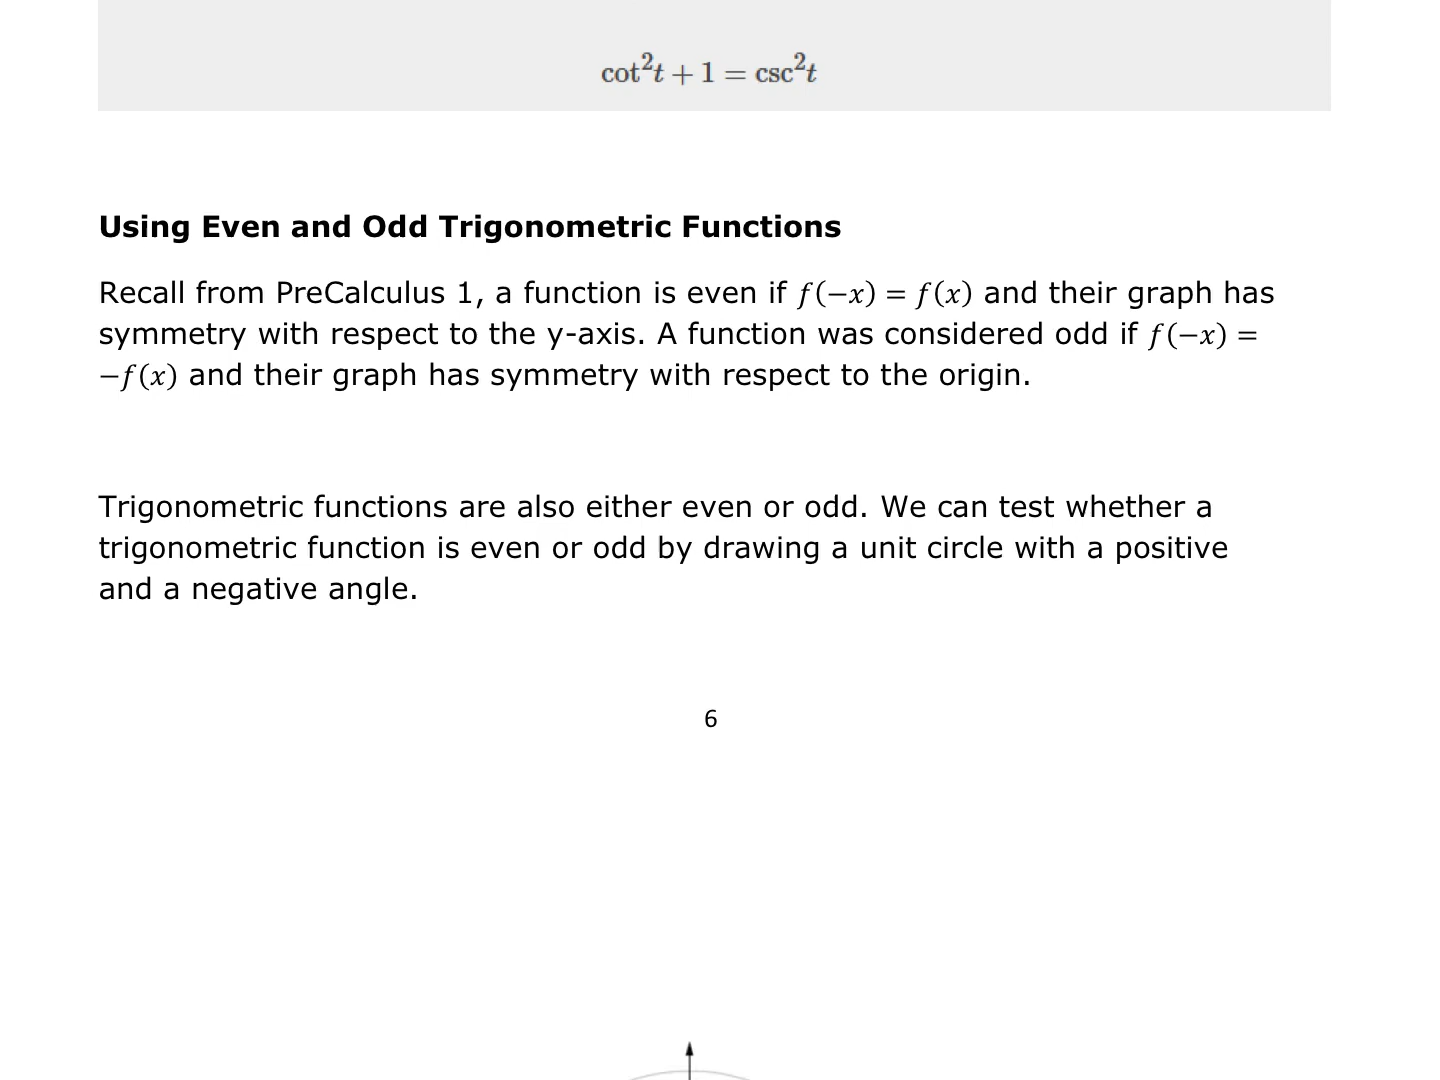 cot²t + 1 = csc²t
Using Even and Odd Trigonometric Functions
Recall from PreCalculus 1, a function is even if f(−x) = f(x) and their graph has
symmetry with respect to the y-axis. A function was considered odd if f(−x) =
−f(x) and their graph has symmetry with respect to the origin.
Trigonometric functions are also either even or odd. We can test whether a
trigonometric function is even or odd by drawing a unit circle with a positive
and a negative angle.
6